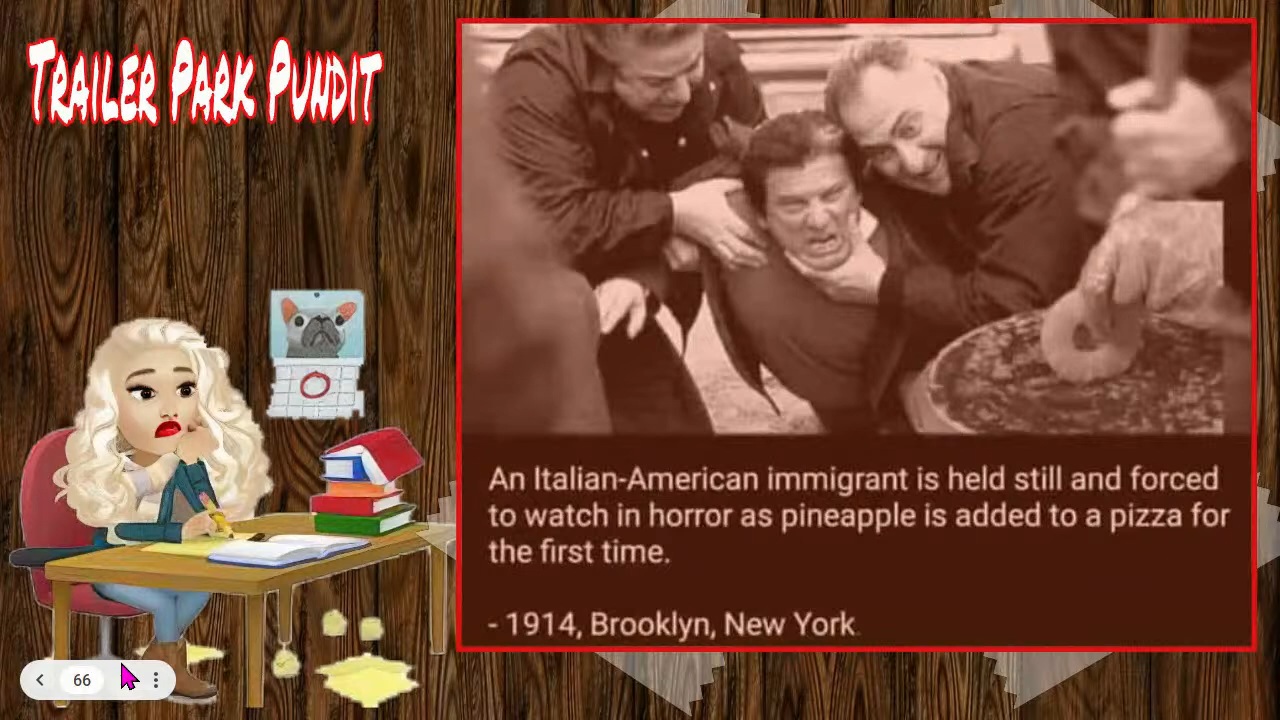 TRAILER PARK PUNDIT
An Italian-American immigrant is held still and forced
to watch in horror as pineapple is added to a pizza for
the first time.
- 1914, Brooklyn, New York
66